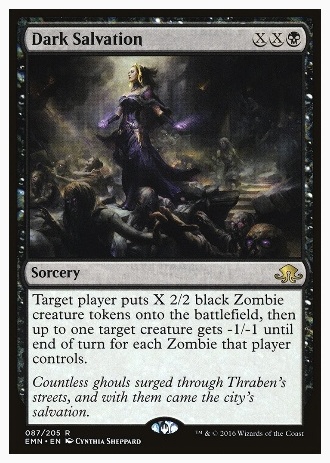 Dark Salvation XX
Sorcery
Target player puts X 2/2 black Zombie
creature tokens onto the battlefield, then
up to one target creature gets -1/-1 until
end of turn for each Zombie that player
controls.
Countless ghouls surged through Thraben's
streets, and with them came the city's
salvation.
087/205 R
EMN • EN Cynthia Sheppard
™ & © 2016 Wizards of the Coast